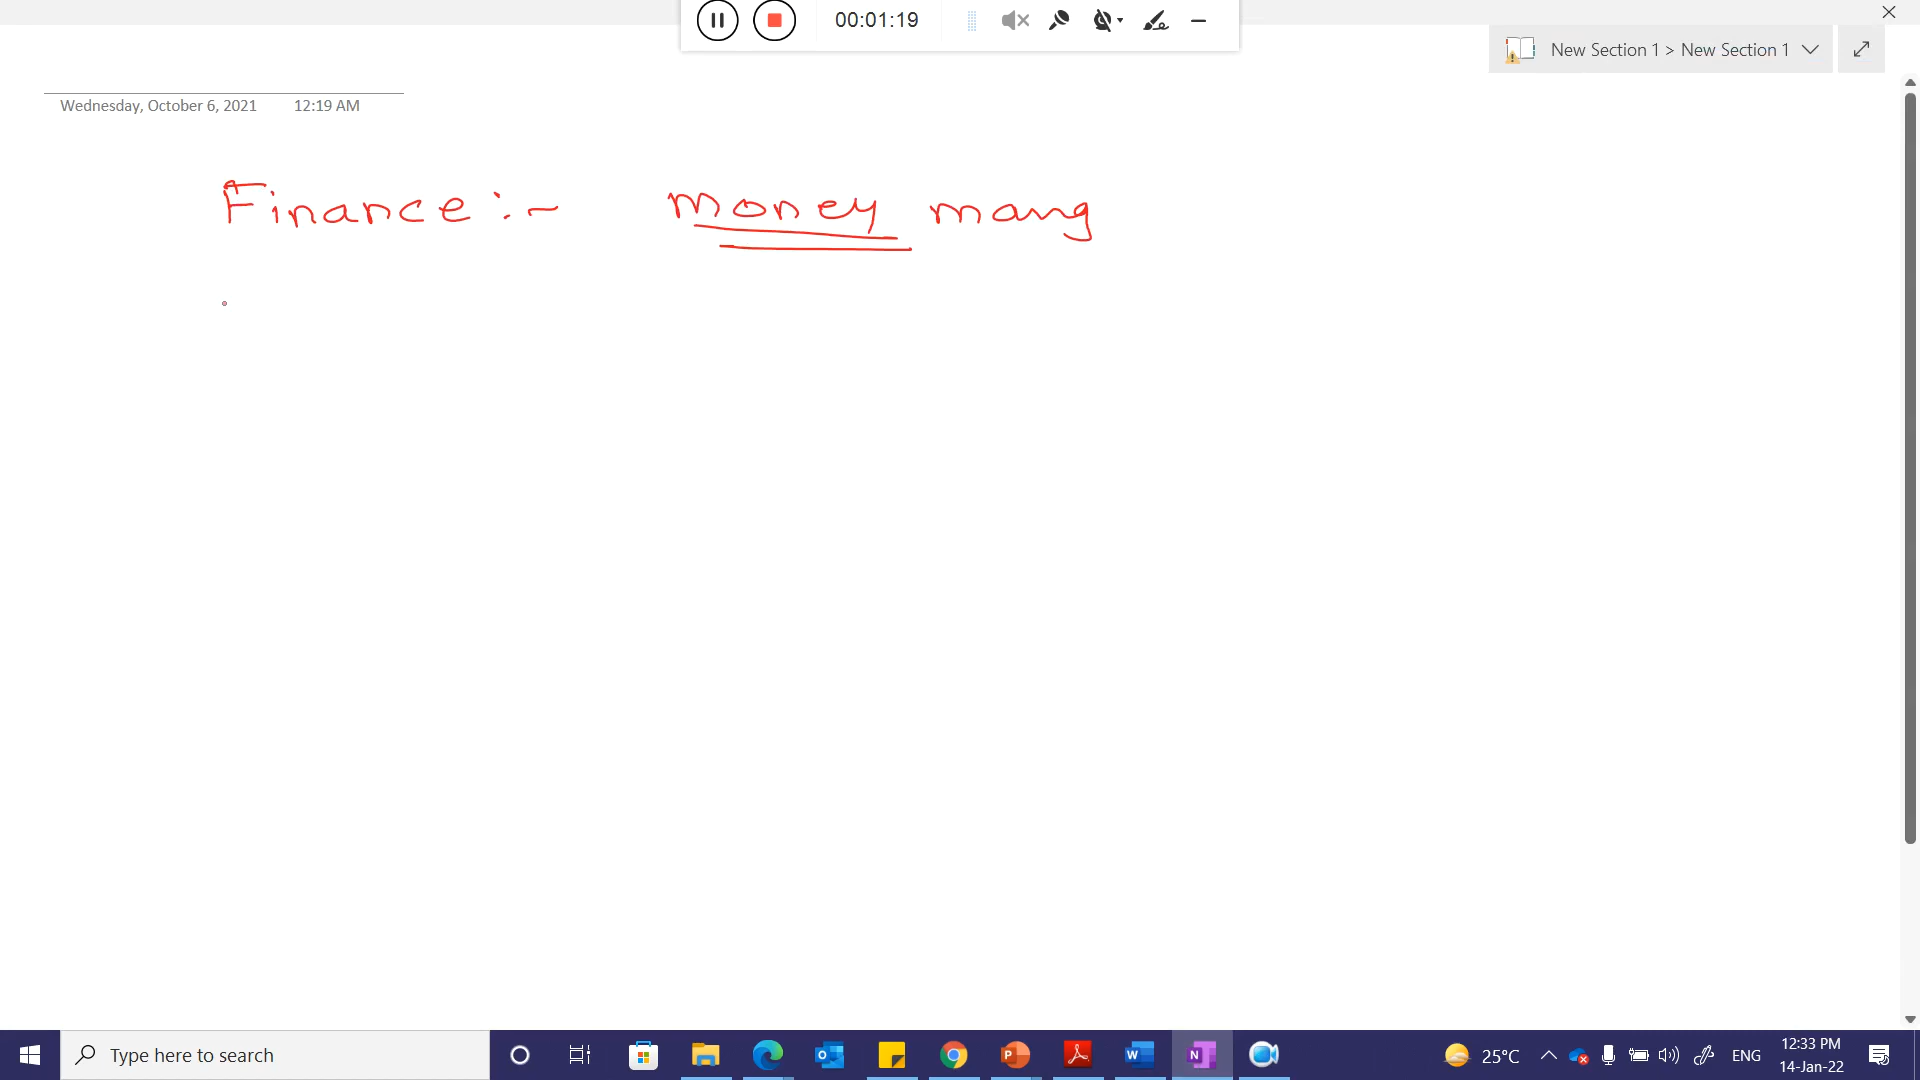 00:01:19
New Section 1 > New Section 1
Wednesday, October 6, 2021 12:19 AM
Finance :- money mang
Type here to search
25°C
ENG
12:33 PM
14-Jan-22